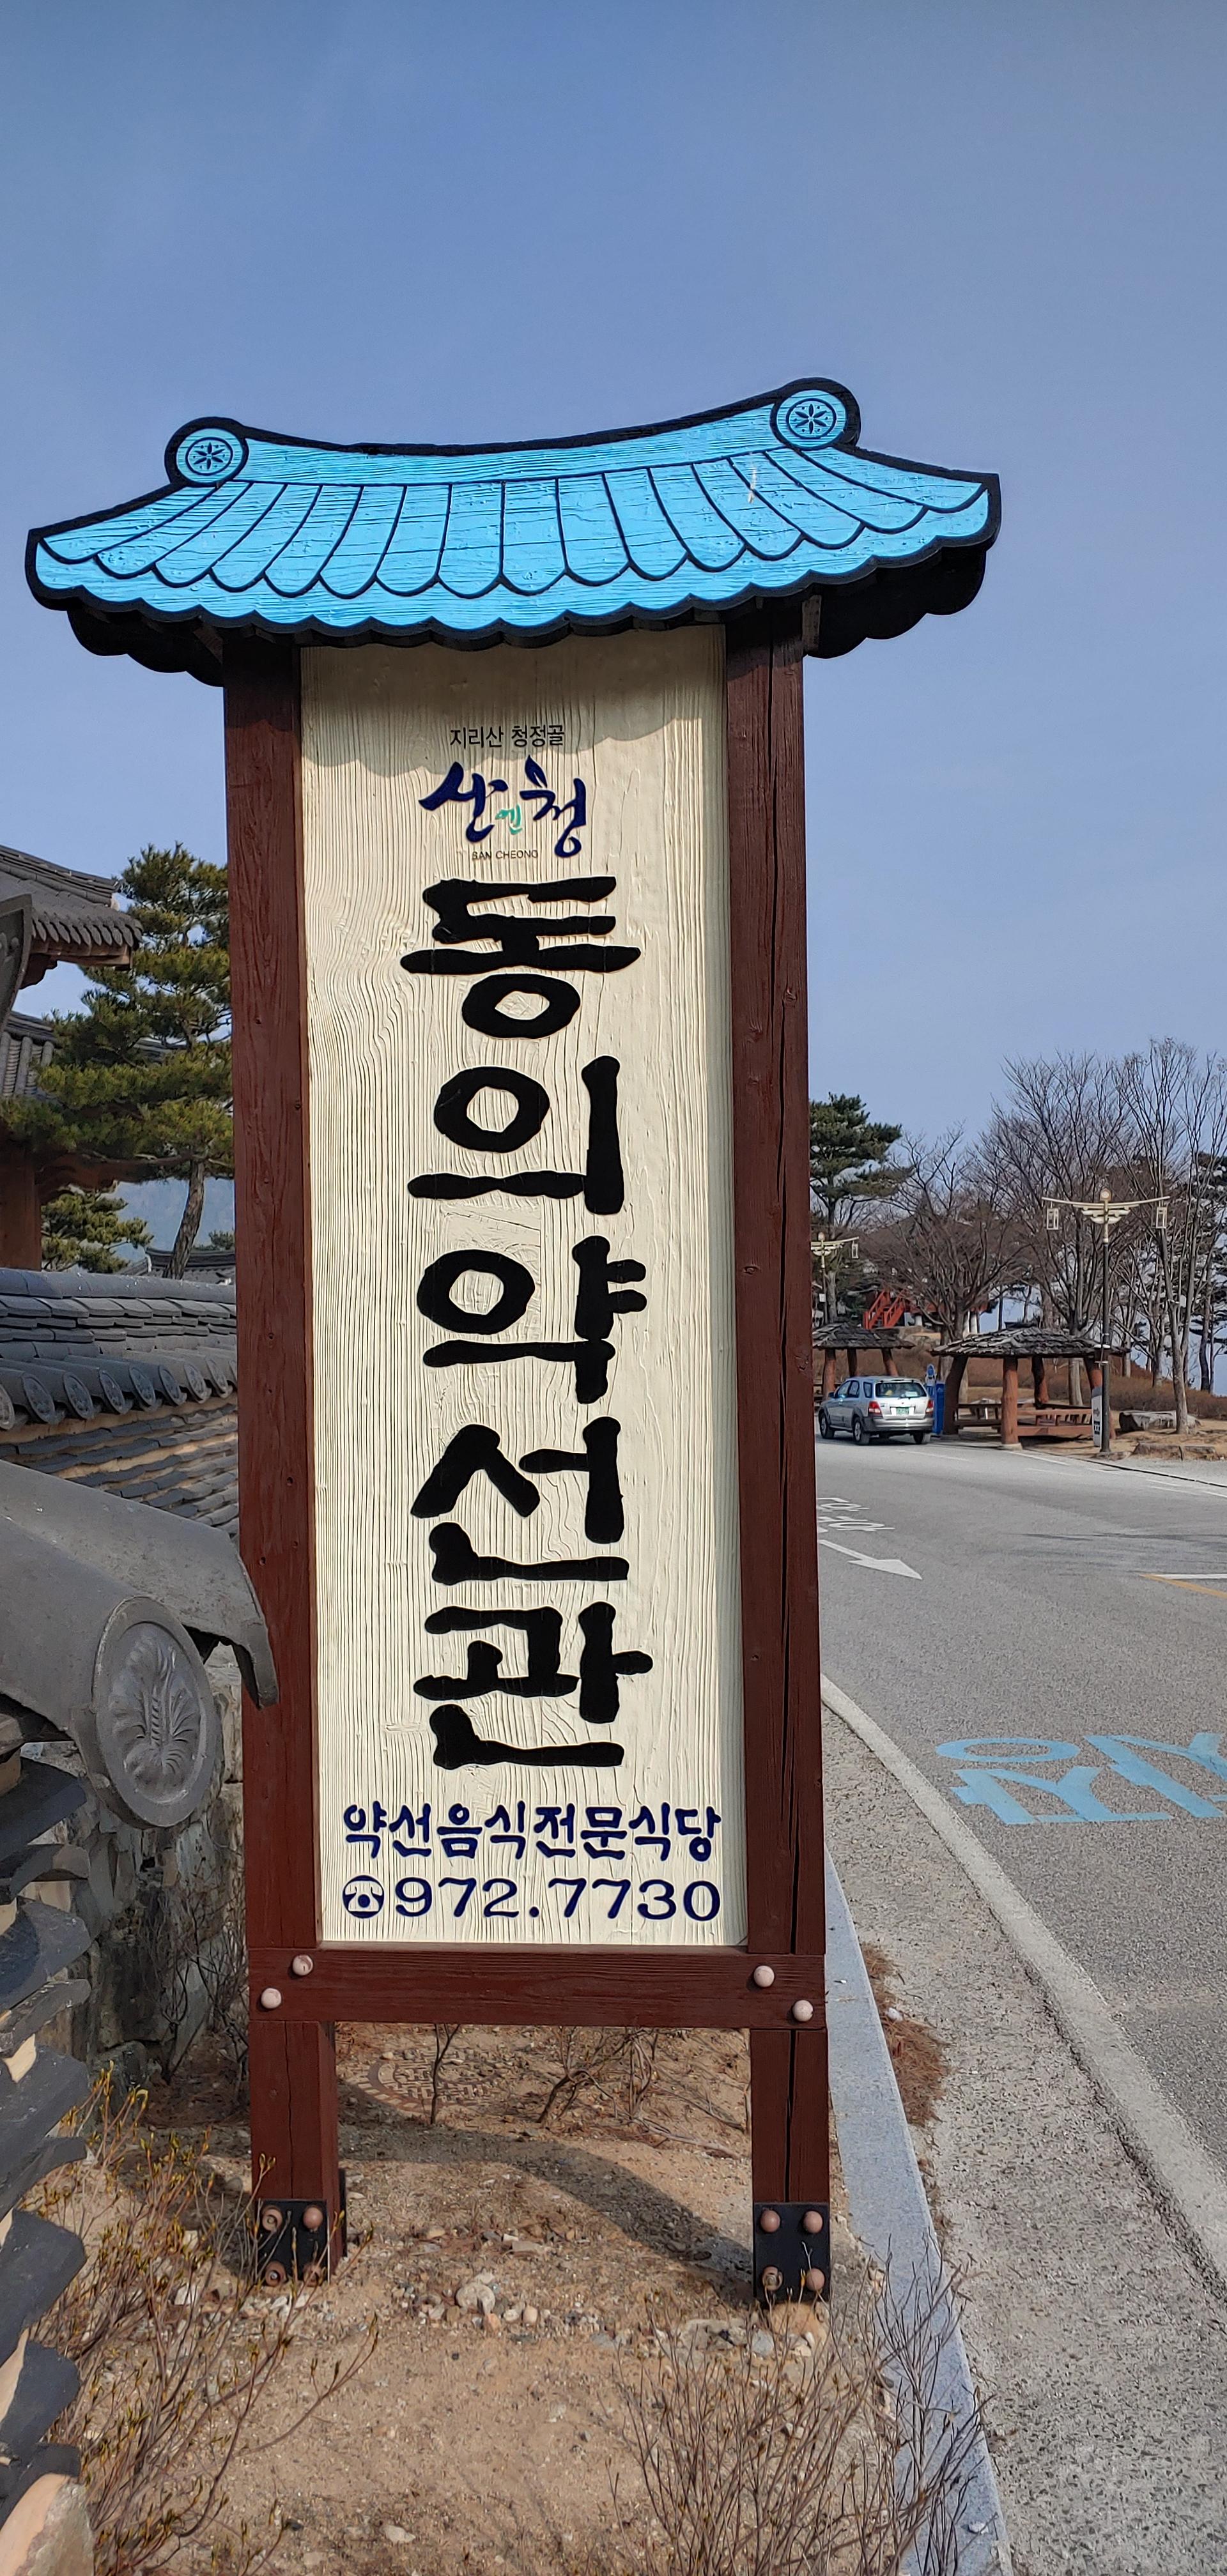 지리산 청정골
산엔청
SAN CHEONG
동의약선관
약선음식전문식당
972.7730